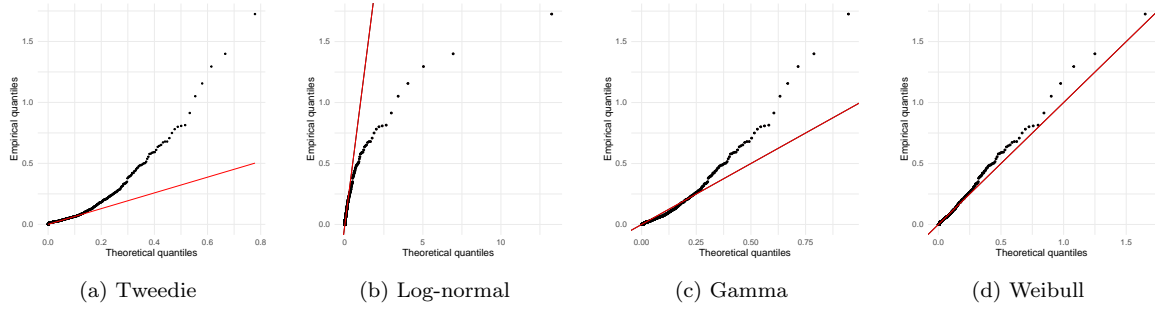 Empirical quantiles
1.5
1.0
0.5
0.0
0.0 0.2 0.4 0.6 0.8
Theoretical quantiles
(a) Tweedie
Empirical quantiles
1.5
1.0
0.5
0.0
0 5 10
Theoretical quantiles
(b) Log-normal
Empirical quantiles
1.5
1.0
0.5
0.0
0.00 0.25 0.50 0.75
Theoretical quantiles
(c) Gamma
Empirical quantiles
1.5
1.0
0.5
0.0
0.0 0.5 1.0 1.5
Theoretical quantiles
(d) Weibull